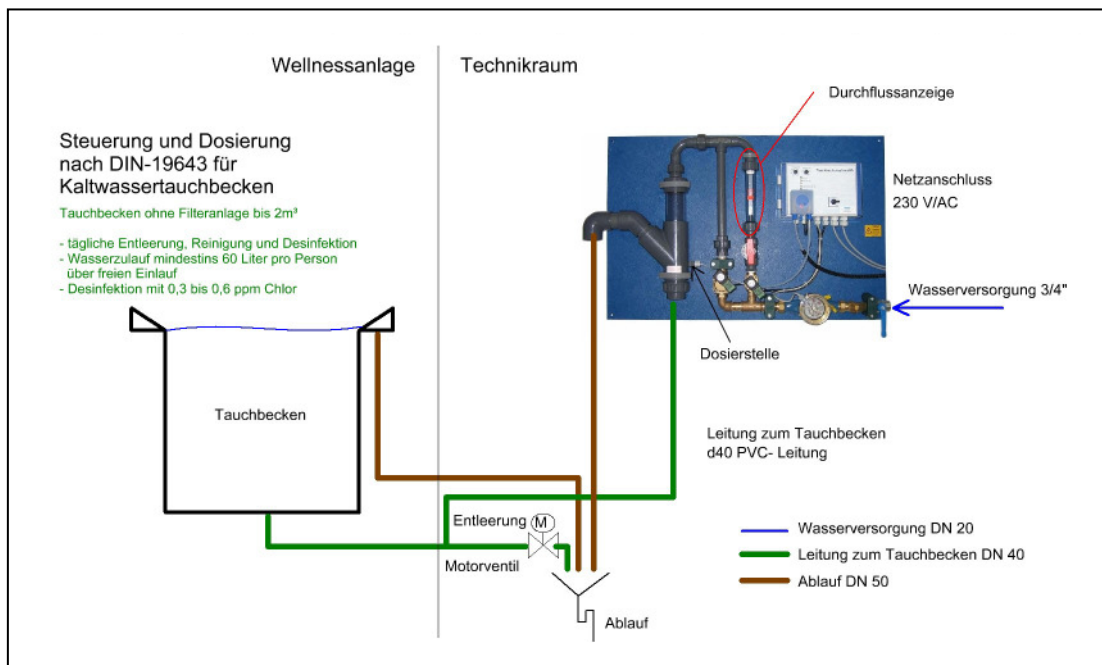 Wellnessanlage
Technikraum
Durchflussanzeige
Steuerung und Dosierung
nach DIN-19643 für
Kaltwassertauchbecken
Tauchbecken ohne Filteranlage bis 2m³
- tägliche Entleerung, Reinigung und Desinfektion
- Wasserzulauf mindestins 60 Liter pro Person
über freien Einlauf
- Desinfektion mit 0,3 bis 0,6 ppm Chlor
Netzanschluss
230 V/AC
Wasserversorgung 3/4"
Dosierstelle
Tauchbecken
Leitung zum Tauchbecken
d40 PVC- Leitung
Entleerung
M
Motorventil
Ablauf
Wasserversorgung DN 20
Leitung zum Tauchbecken DN 40
Ablauf DN 50